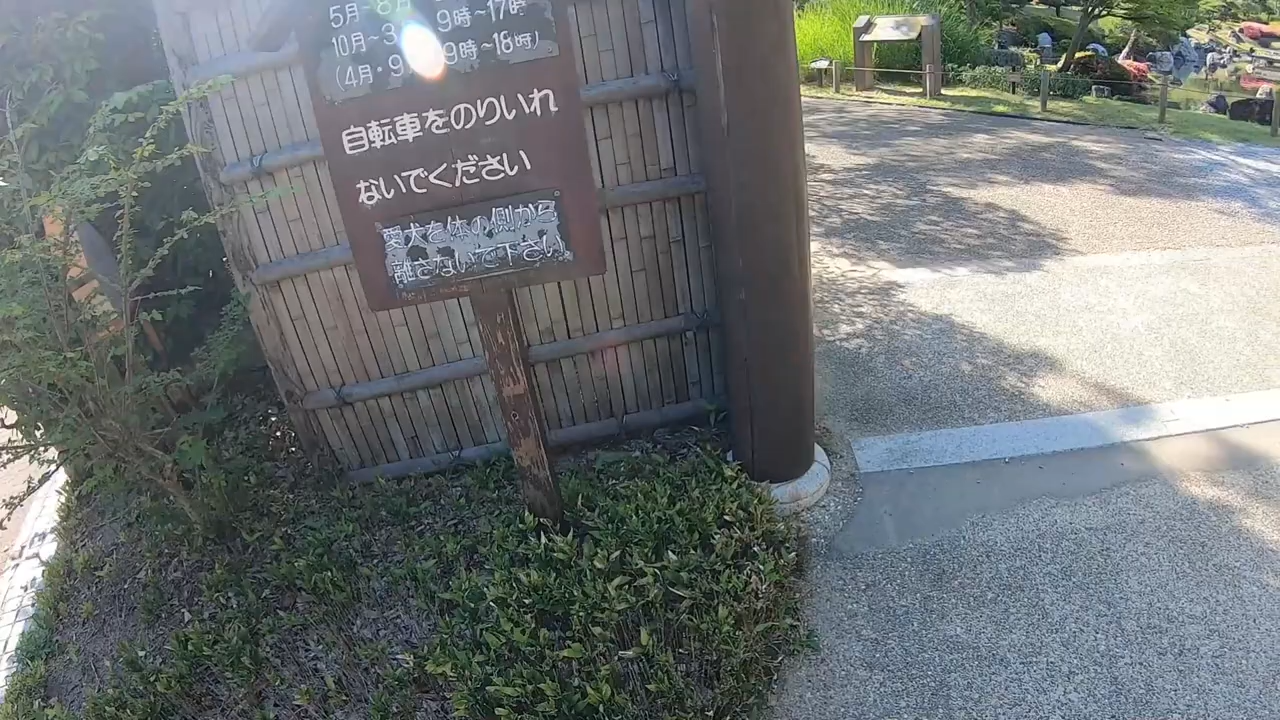 5月~8月
10月~3 9時~17時
(4月・9 9時~18時)
自転車をのりいれ
ないでください
愛犬を体の側から
離さないで下さい